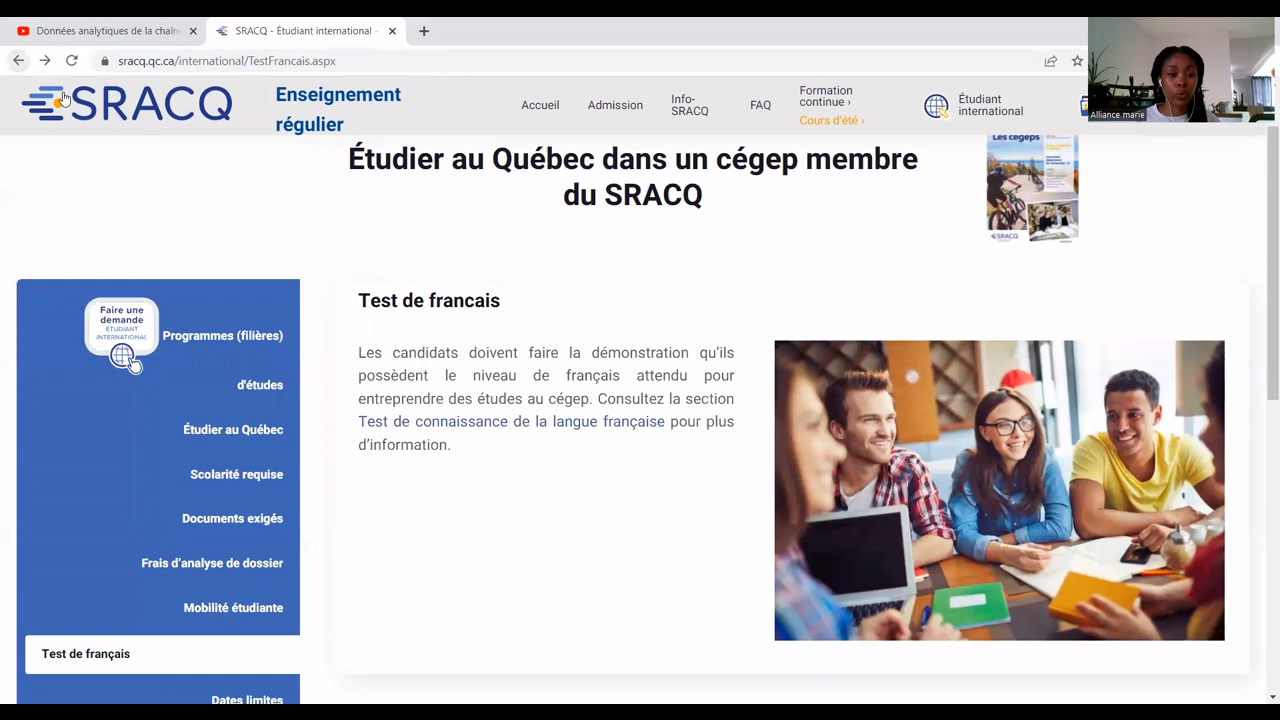 Données analytiques de la chaîn
SRACQ - Étudiant international -
sracq.qc.ca/international/TestFrancais.aspx
SRACQ
Enseignement
régulier
Accueil
Admission
Info-
SRACQ
FAQ
Formation
continue ›
Cours d'été ›
Étudiant
international
Alliance marie
Étudier au Québec dans un cégep membre
du SRACQ
Les cégeps
SRACQ
Faire une
demande
ÉTUDIANT
INTERNATIONAL
Programmes (filières)
d'études
Étudier au Québec
Scolarité requise
Documents exigés
Frais d'analyse de dossier
Mobilité étudiante
Test de français
Dates limites
Test de francais
Les candidats doivent faire la démonstration qu'ils
possèdent le niveau de français attendu pour
entreprendre des études au cégep. Consultez la section
Test de connaissance de la langue française pour plus
d'information.